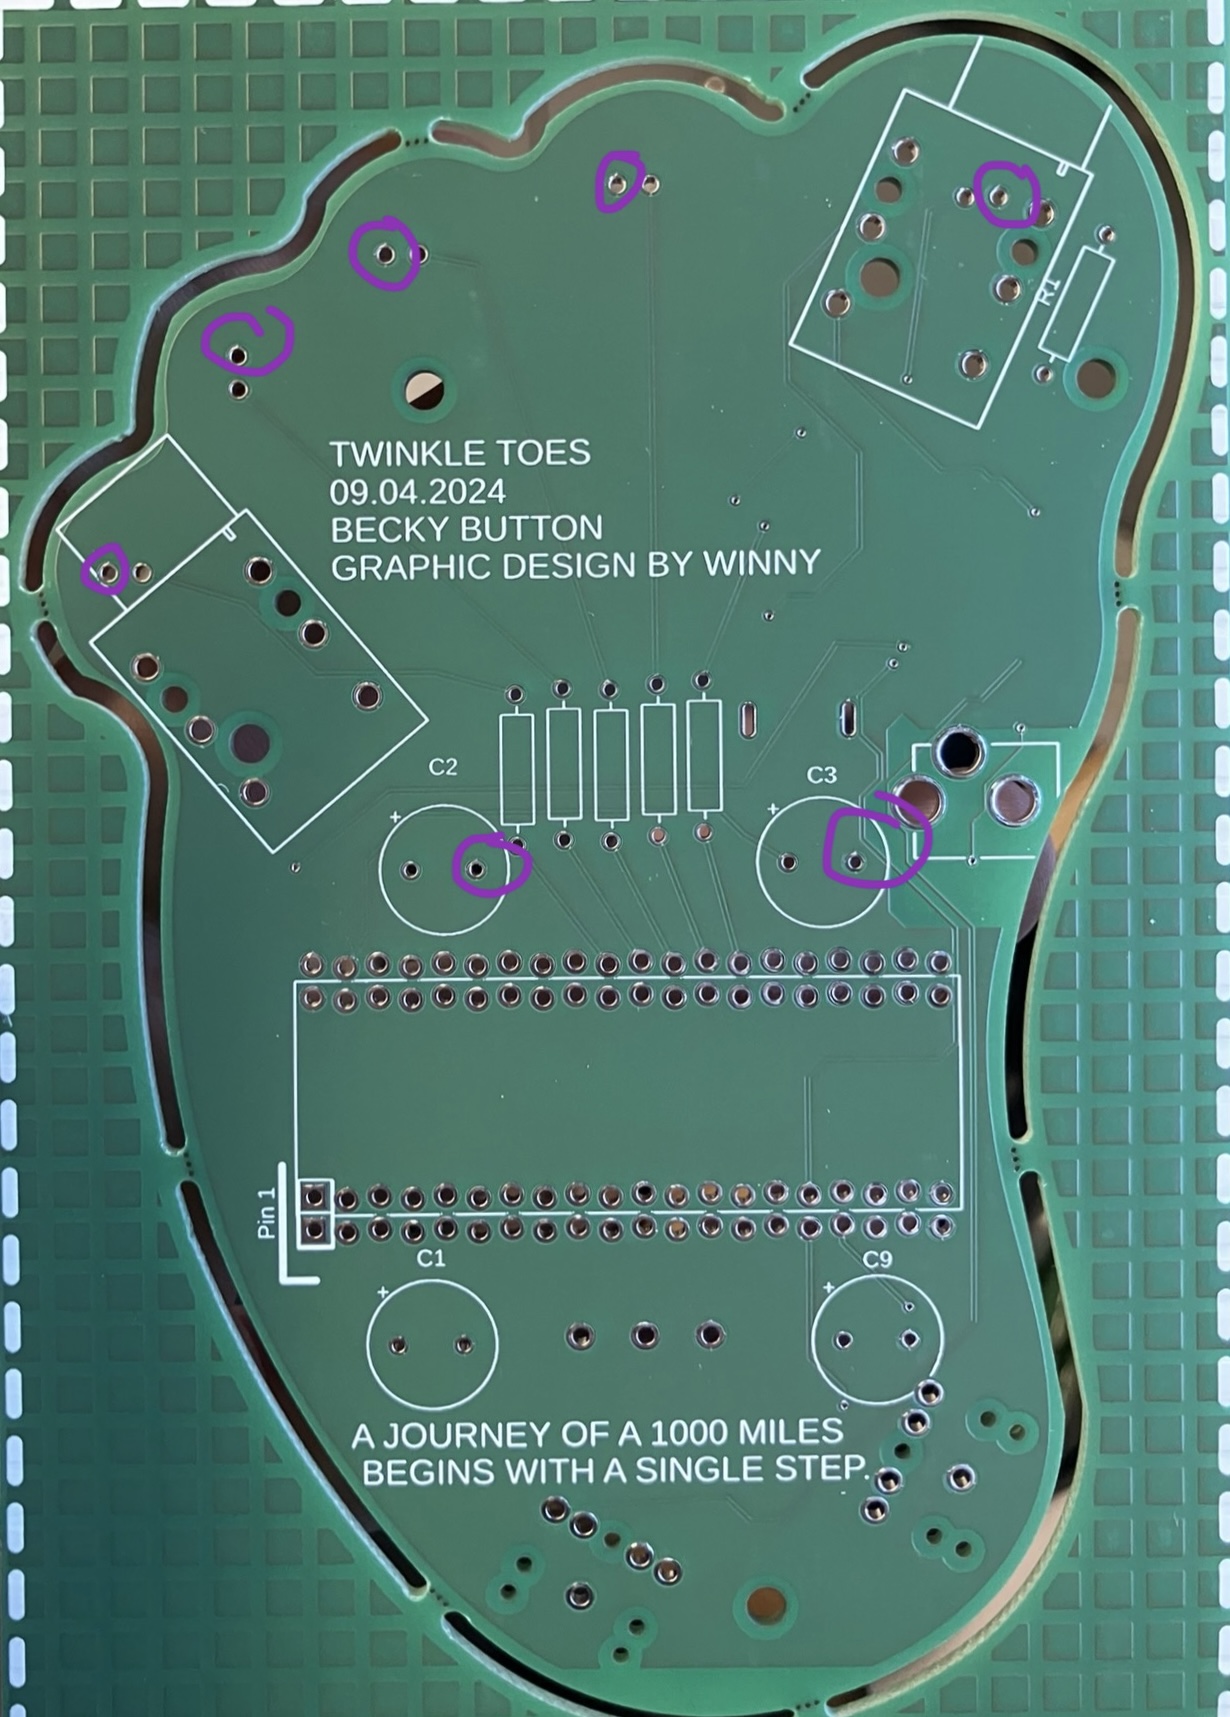 R1
TWINKLE TOES
09.04.2024
BECKY BUTTON
GRAPHIC DESIGN BY WINNY
C2
C3
+
+
Pin 1
C1
C9
+
+
A JOURNEY OF A 1000 MILES
BEGINS WITH A SINGLE STEP.